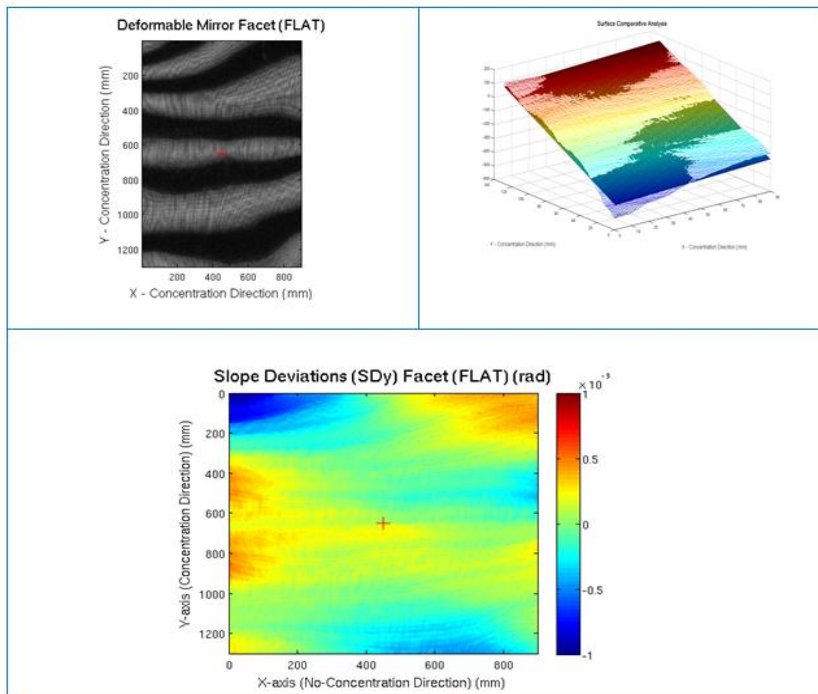 Deformable Mirror Facet (FLAT)
200
400
600
800
1000
1200
Y - Concentration Direction (mm)
200 400 600 800
X - Concentration Direction (mm)
Surface Comparative Analysis
Slope Deviations (SDy) Facet (FLAT) (rad)
× 10⁻³
0
200
400
600
800
1000
1200
Y-axis (Concentration Direction) (mm)
0 200 400 600 800
X-axis (No-Concentration Direction) (mm)
1
0.5
0
-0.5
-1